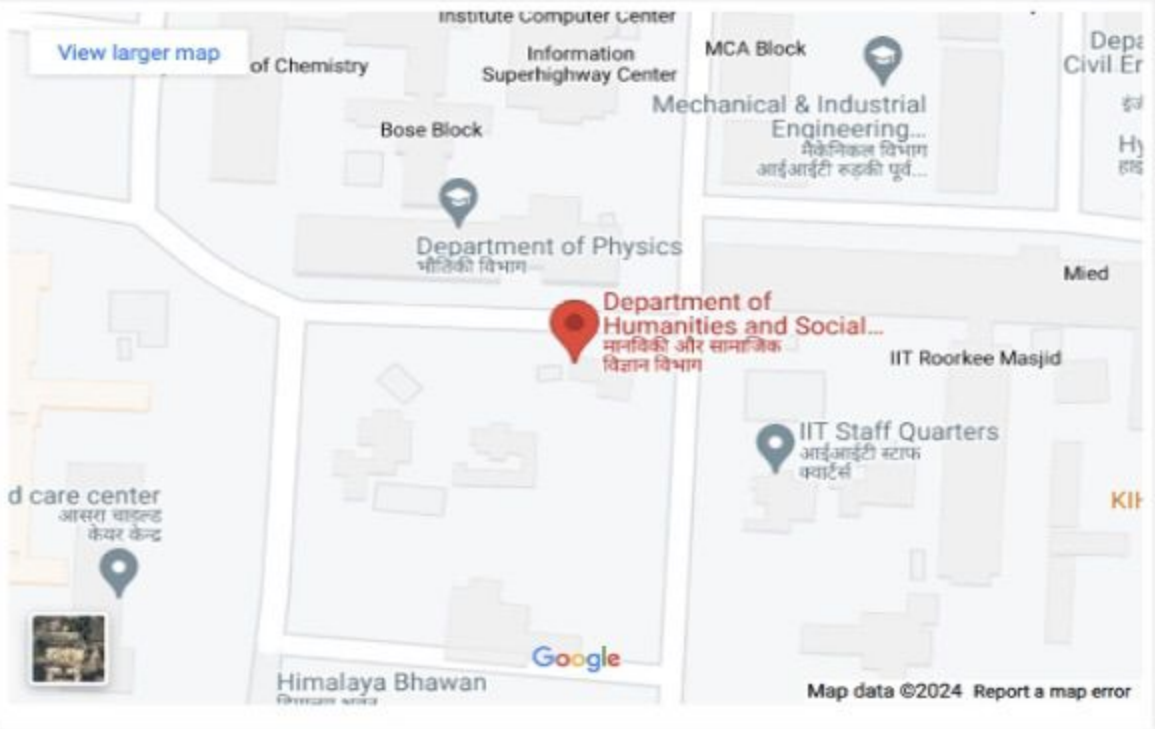 Institute Computer Center
View larger map
of Chemistry
Information
Superhighway Center
MCA Block
Civil
Mechanical & Industrial
Engineering...
मैकेनिकल विभाग
आईआईटी रूड़की पूर्व...
Bose Block
Department of Physics
भौतिकी विभाग
Mied
Department of
Humanities and Social...
मानविकी और सामाजिक
विज्ञान विभाग
IIT Roorkee Masjid
IIT Staff Quarters
आईआईटी स्टाफ
क्वार्टर्स
d care center
आसरा चाइल्ड
केयर केन्द्र
Google
Himalaya Bhawan
Map data ©2024 Report a map error